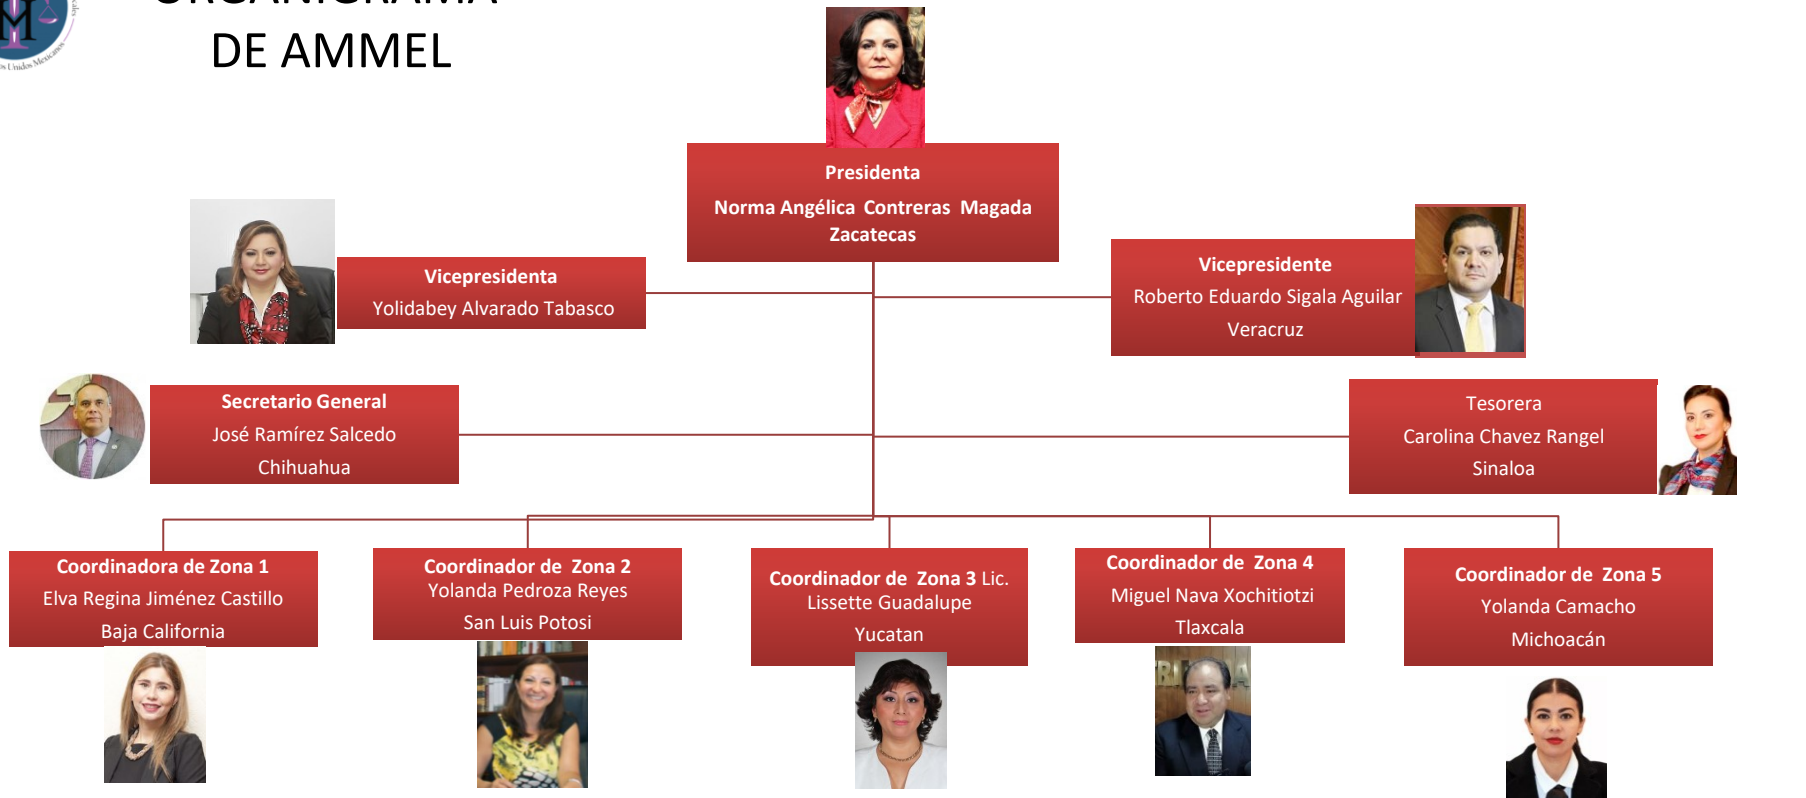 ORGANIGRAMA
DE AMMEL
Unidos Mexicanos
Presidenta
Norma Angélica Contreras Magada
Zacatecas
Vicepresidenta
Yolidabey Alvarado Tabasco
Vicepresidente
Roberto Eduardo Sigala Aguilar
Veracruz
Secretario General
José Ramírez Salcedo
Chihuahua
Tesorera
Carolina Chavez Rangel
Sinaloa
Coordinadora de Zona 1
Elva Regina Jiménez Castillo
Baja California
Coordinador de Zona 2
Yolanda Pedroza Reyes
San Luis Potosi
Coordinador de Zona 3 Lic.
Lissette Guadalupe
Yucatan
Coordinador de Zona 4
Miguel Nava Xochitiotzi
Tlaxcala
Coordinador de Zona 5
Yolanda Camacho
Michoacán